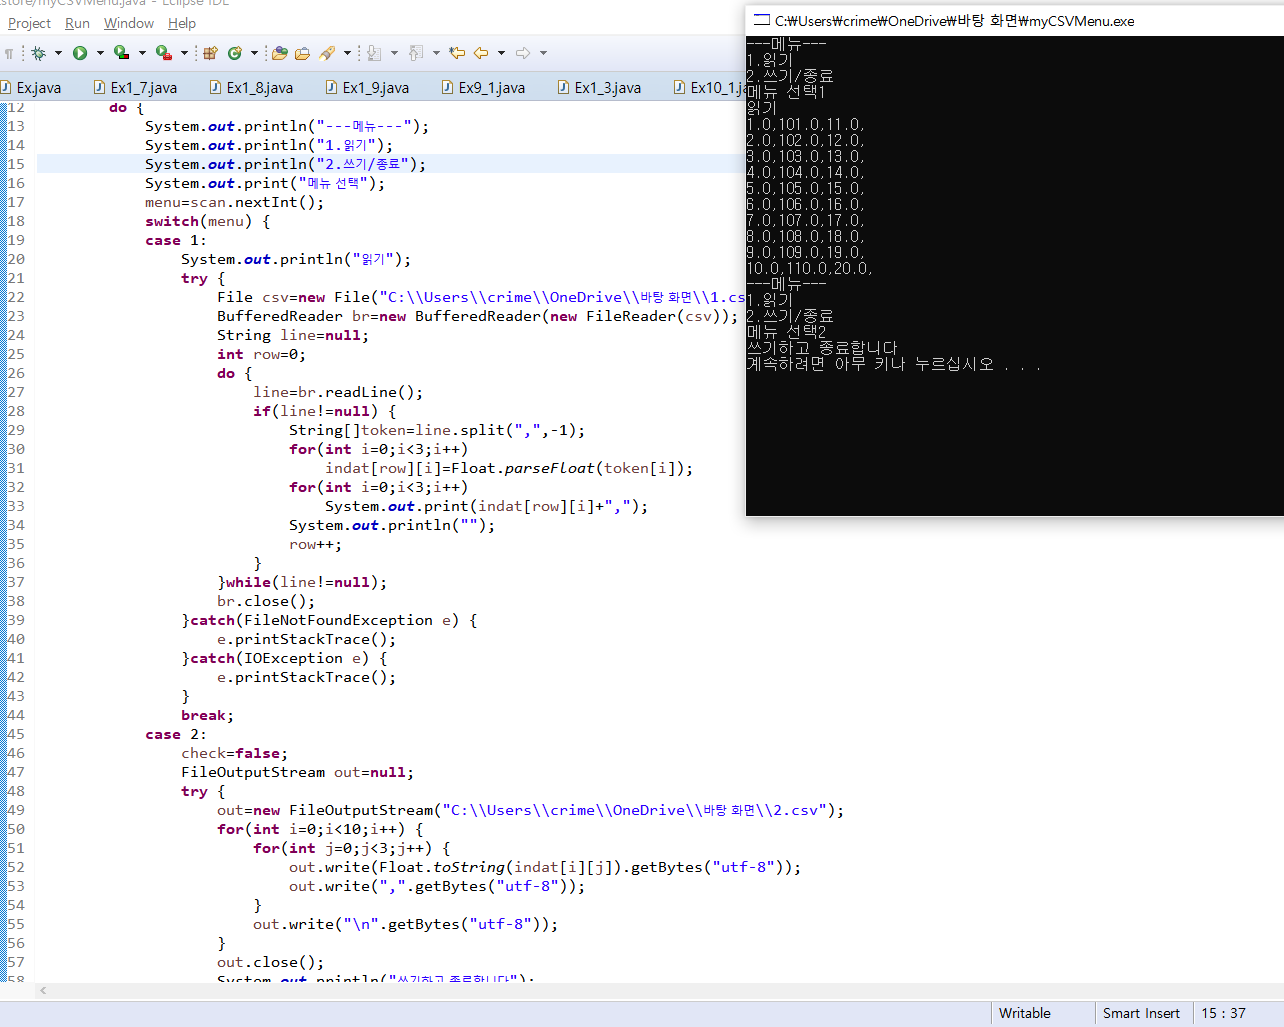 store/myCSVMenu.java - Eclipse IDE
Project Run Window Help
Ex.java Ex1_7.java Ex1_8.java Ex1_9.java Ex9_1.java Ex1_3.java Ex10_1.ja
12 do {
13 System.out.println("---메뉴---");
14 System.out.println("1.읽기");
15 System.out.println("2.쓰기/종료");
16 System.out.print("메뉴 선택");
17 menu=scan.nextInt();
18 switch(menu) {
19 case 1:
20 System.out.println("읽기");
21 try {
22 File csv=new File("C:\\Users\\crime\\OneDrive\\바탕 화면\\1.cs
23 BufferedReader br=new BufferedReader(new FileReader(csv));
24 String line=null;
25 int row=0;
26 do {
27 line=br.readLine();
28 if(line!=null) {
29 String[]token=line.split(",",-1);
30 for(int i=0;i<3;i++)
31 indat[row][i]=Float.parseFloat(token[i]);
32 for(int i=0;i<3;i++)
33 System.out.print(indat[row][i]+",");
34 System.out.println("");
35 row++;
36 }
37 }while(line!=null);
38 br.close();
39 }catch(FileNotFoundException e) {
40 e.printStackTrace();
41 }catch(IOException e) {
42 e.printStackTrace();
43 }
44 break;
45 case 2:
46 check=false;
47 FileOutputStream out=null;
48 try {
49 out=new FileOutputStream("C:\\Users\\crime\\OneDrive\\바탕 화면\\2.csv");
50 for(int i=0;i<10;i++) {
51 for(int j=0;j<3;j++) {
52 out.write(Float.toString(indat[i][j]).getBytes("utf-8"));
53 out.write(",".getBytes("utf-8"));
54 }
55 out.write("\n".getBytes("utf-8"));
56 }
57 out.close();
58 System.out.println("쓰기하고 종료합니다");
Writable Smart Insert 15 : 37
C:₩Users₩crime₩OneDrive₩바탕 화면₩myCSVMenu.exe
---메뉴---
1.읽기
2.쓰기/종료
메뉴 선택1
읽기
1.0,101.0,11.0,
2.0,102.0,12.0,
3.0,103.0,13.0,
4.0,104.0,14.0,
5.0,105.0,15.0,
6.0,106.0,16.0,
7.0,107.0,17.0,
8.0,108.0,18.0,
9.0,109.0,19.0,
10.0,110.0,20.0,
---메뉴---
1.읽기
2.쓰기/종료
메뉴 선택2
쓰기하고 종료합니다
계속하려면 아무 키나 누르십시오 . . .